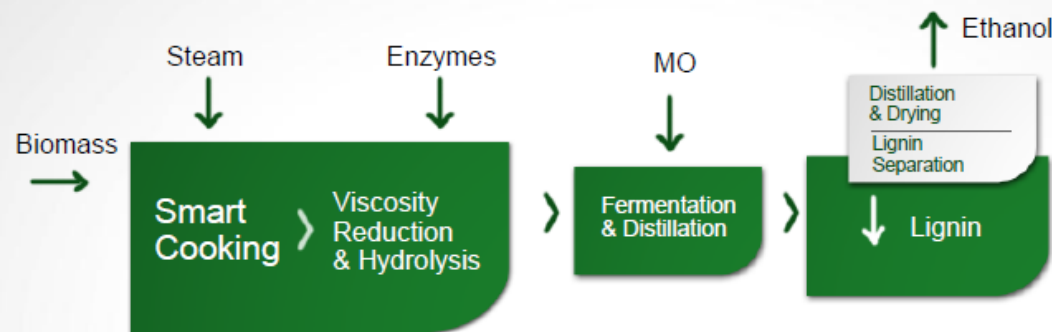 Steam
Enzymes
MO
Ethanol
Biomass
Smart
Cooking
Viscosity
Reduction
& Hydrolysis
Fermentation
& Distillation
Distillation
& Drying
Lignin
Separation
Lignin